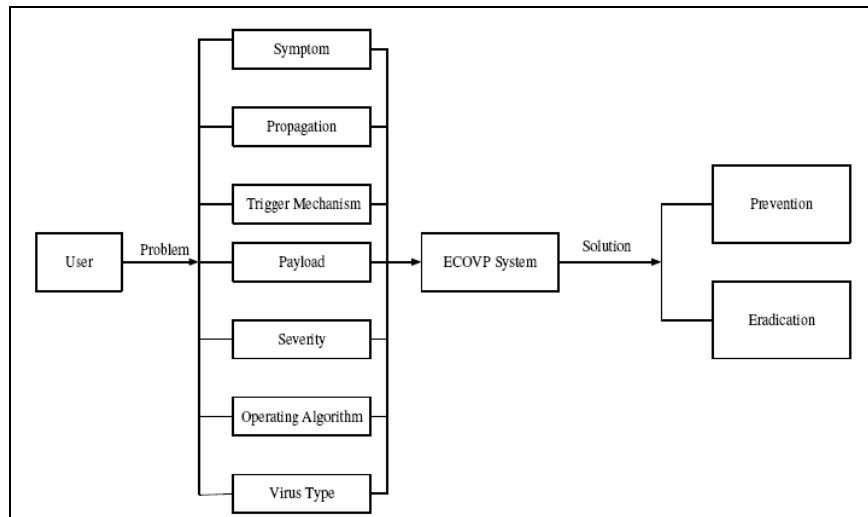 Symptom
Propagation
Trigger Mechanism
User
Problem
Payload
ECOVP System
Solution
Prevention
Severity
Eradication
Operating Algorithm
Virus Type